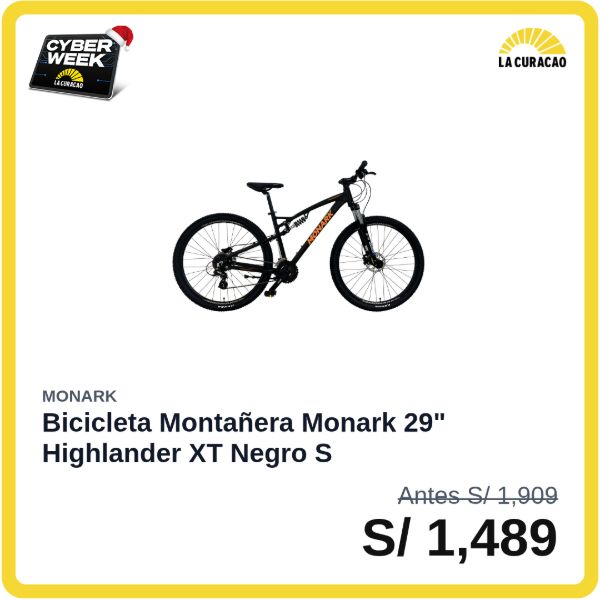 CYBER
WEEK
LA CURACAO
LA CURACAO
MONARK
MONARK
Bicicleta Montañera Monark 29"
Highlander XT Negro S
Antes S/ 1,909
S/ 1,489